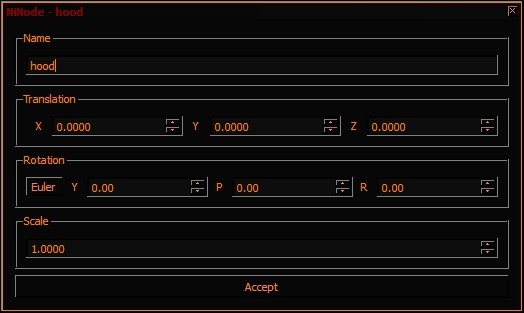 NiNode - hood
Name
hood
Translation
X 0.0000 Y 0.0000 Z 0.0000
Rotation
Euler Y 0.00 P 0.00 R 0.00
Scale
1.0000
Accept